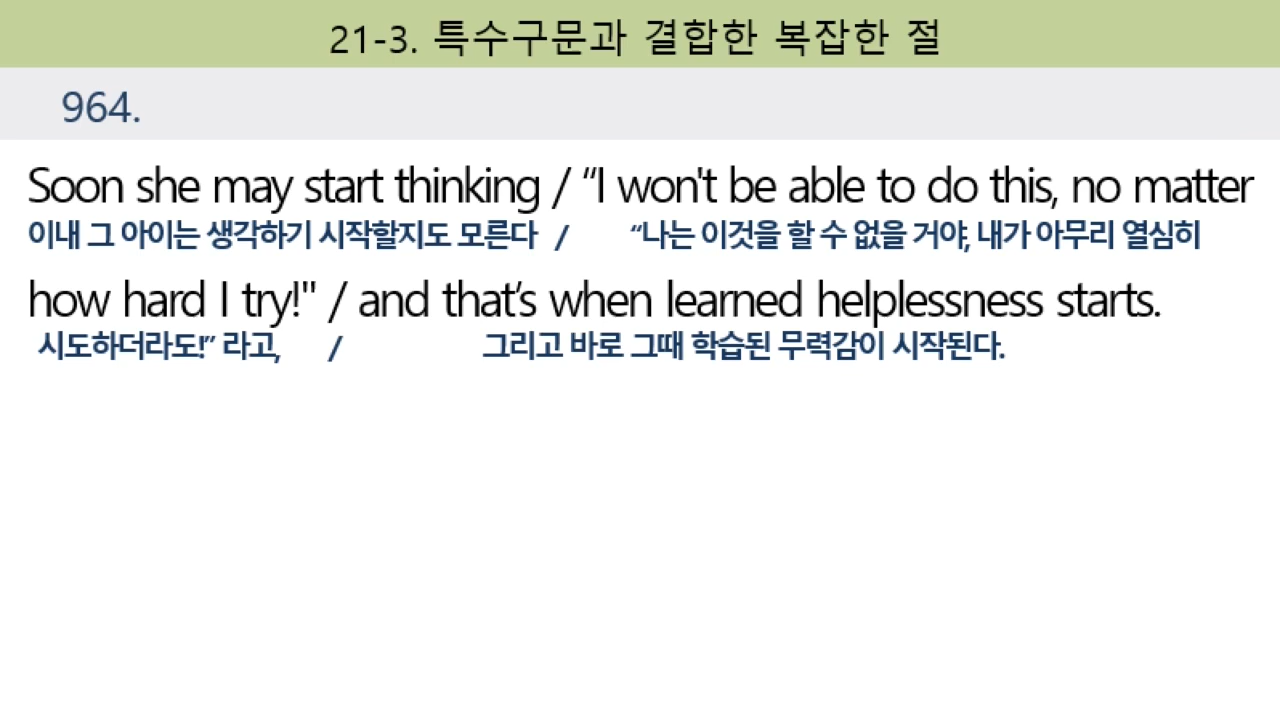 21-3. 특수구문과 결합한 복잡한 절
964.
Soon she may start thinking / “I won't be able to do this, no matter
이내 그 아이는 생각하기 시작할지도 모른다 / “나는 이것을 할 수 없을 거야, 내가 아무리 열심히
how hard I try!" / and that’s when learned helplessness starts.
시도하더라도!” 라고, / 그리고 바로 그때 학습된 무력감이 시작된다.